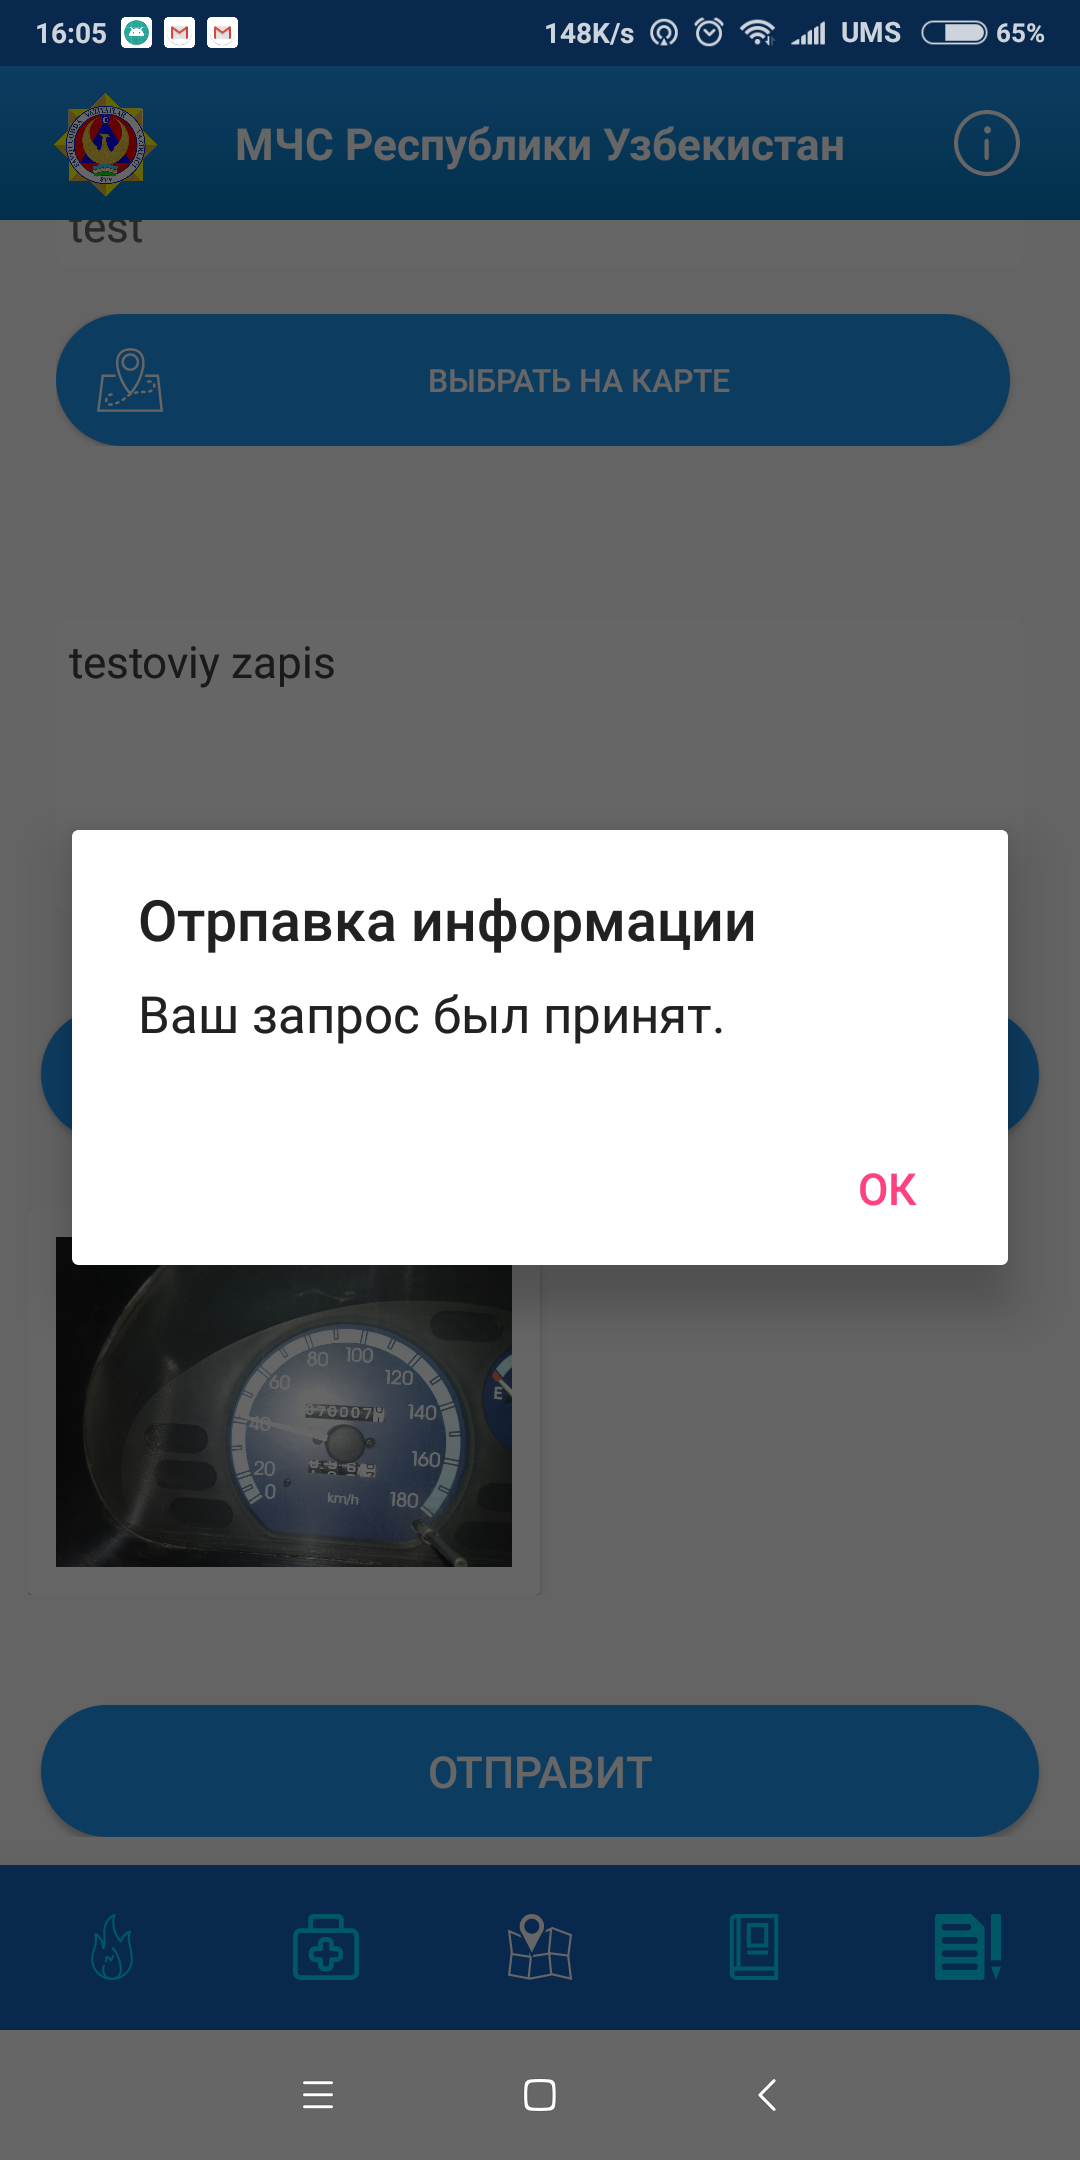 16:05 148K/s UMS 65%
МЧС Республики Узбекистан
test
ВЫБРАТЬ НА КАРТЕ
testoviy zapis
Отрпавка информации
Ваш запрос был принят.
ОК
0 20 40 60 80 100 120 140 160 180
km/h
E
ОТПРАВИТ